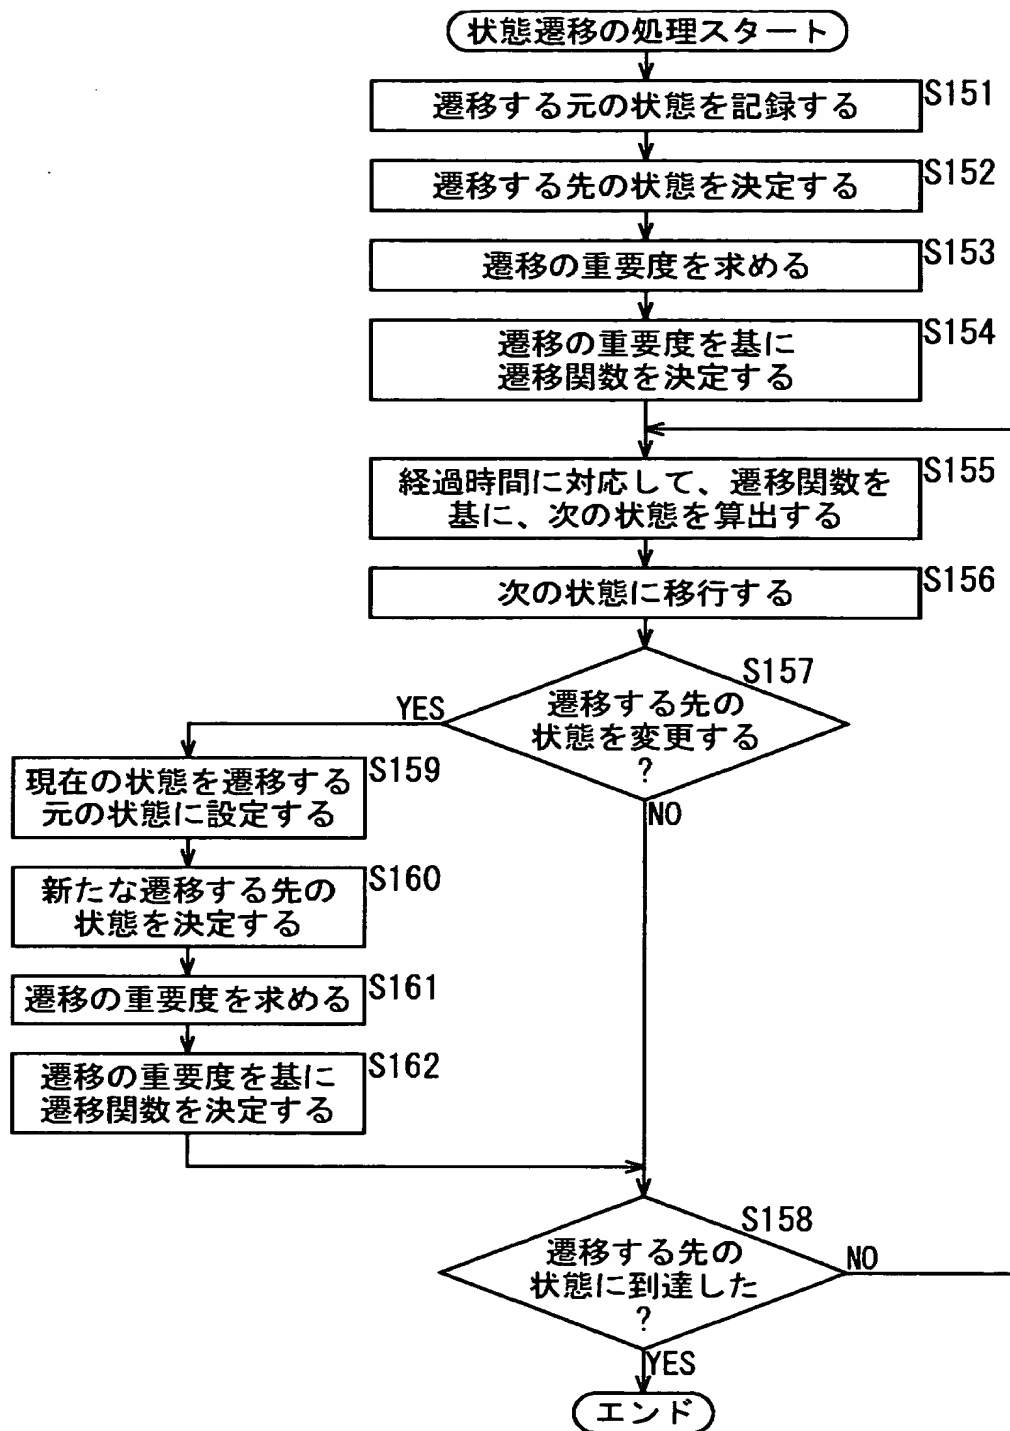 状態遷移の処理スタート
遷移する元の状態を記録する
S151
遷移する先の状態を決定する
S152
遷移の重要度を求める
S153
遷移の重要度を基に
遷移関数を決定する
S154
経過時間に対応して、遷移関数を
基に、次の状態を算出する
S155
次の状態に移行する
S156
遷移する先の
状態を変更する
?
S157
YES
NO
現在の状態を遷移する
元の状態に設定する
S159
新たな遷移する先の
状態を決定する
S160
遷移の重要度を求める
S161
遷移の重要度を基に
遷移関数を決定する
S162
遷移する先の
状態に到達した
?
S158
NO
YES
エンド